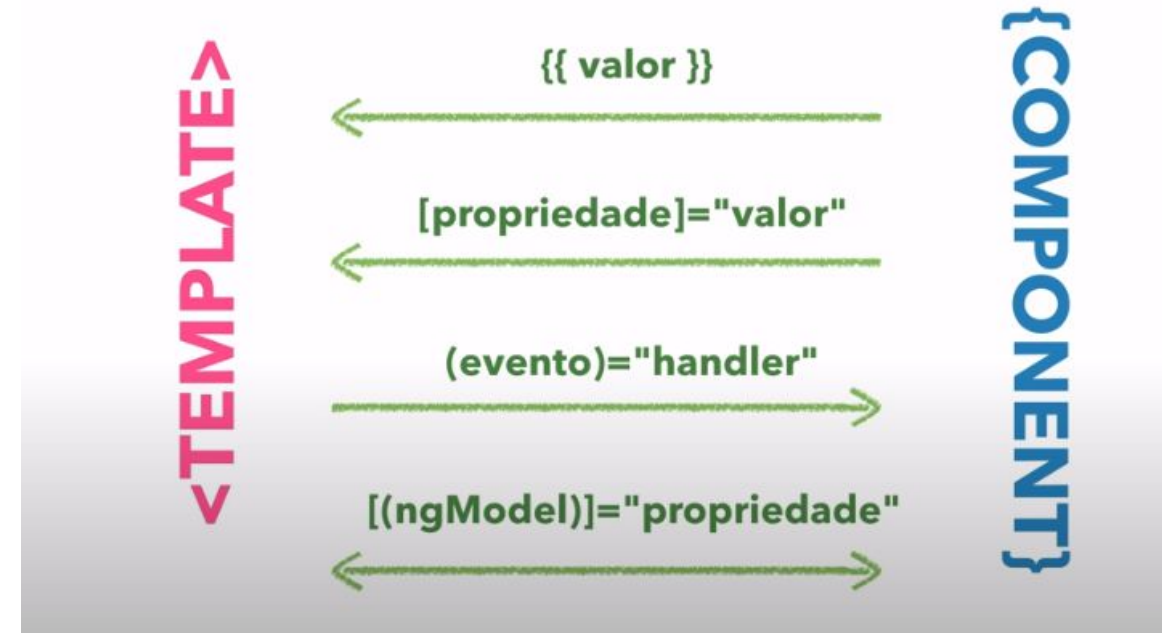 <TEMPLATE>
{{ valor }}
[propriedade]="valor"
(evento)="handler"
[(ngModel)]="propriedade"
{COMPONENT}